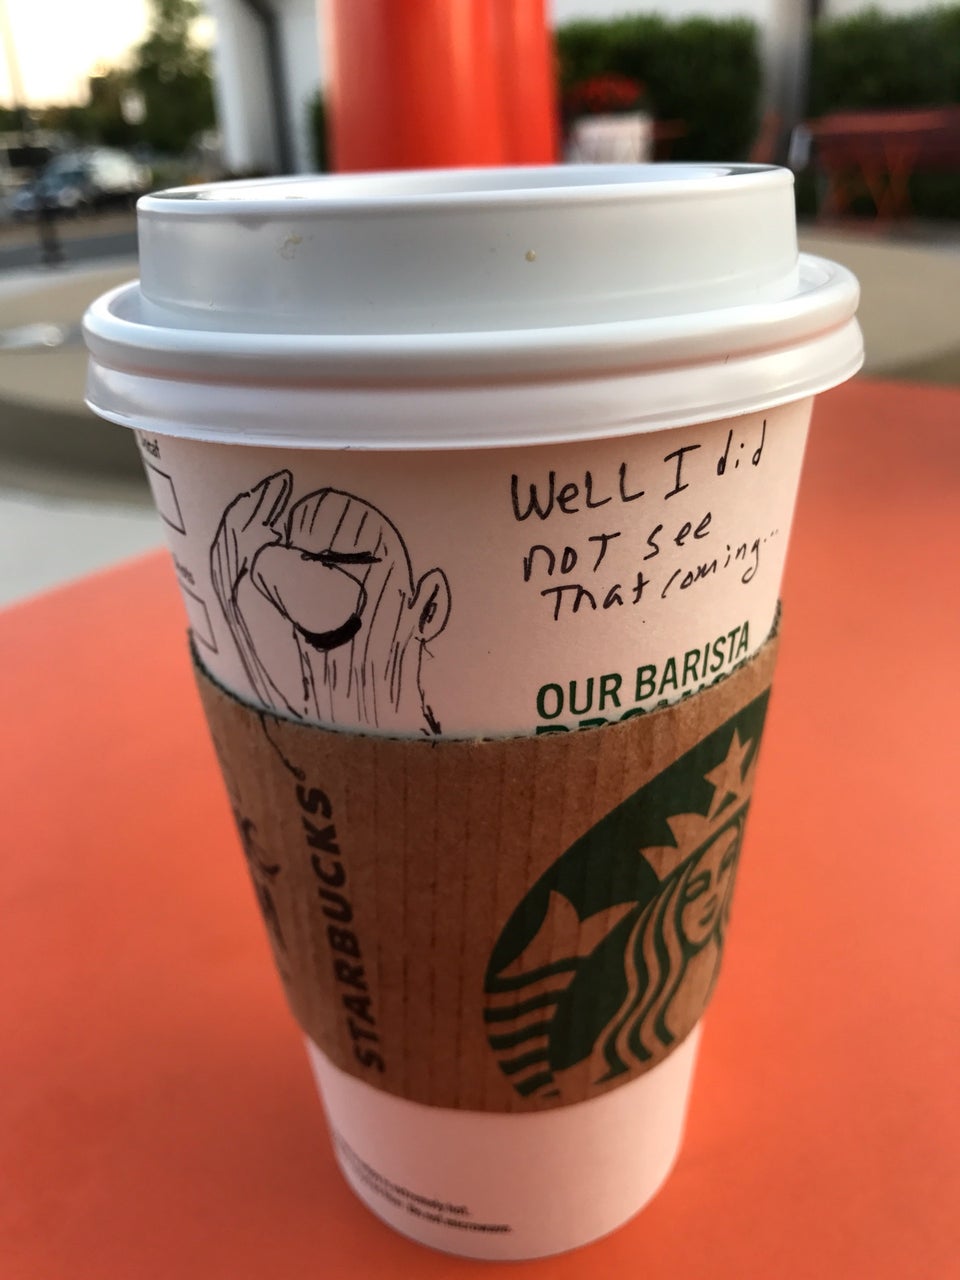 WeLL I did
noT see
That coming...
OUR BARISTA
STARBUCKS